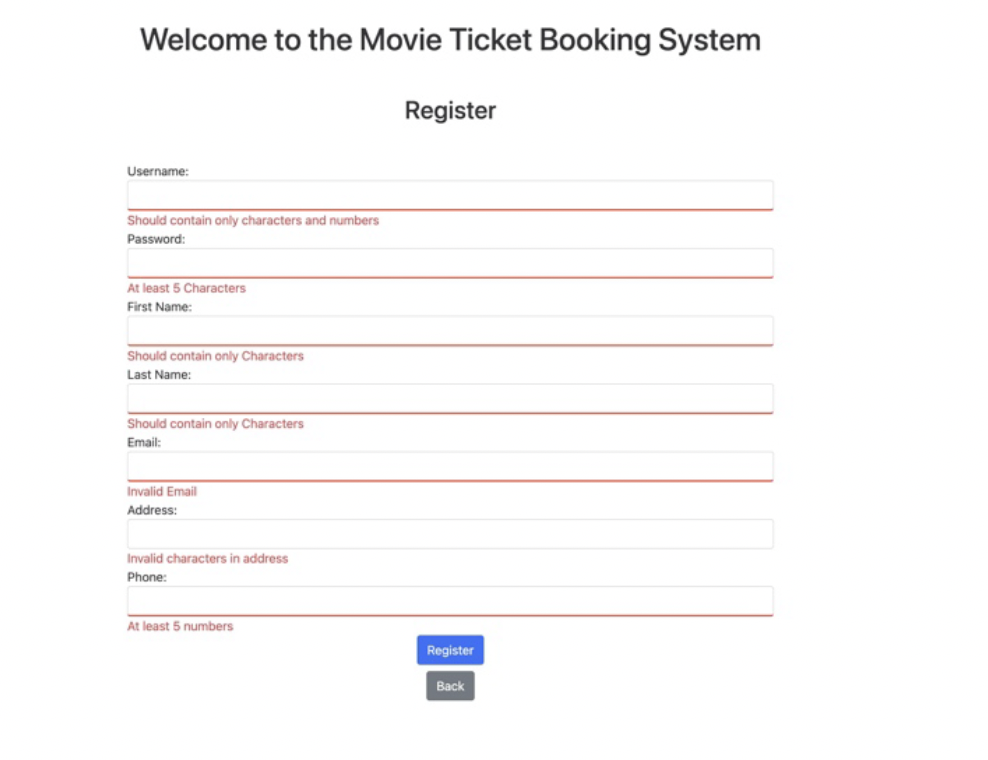 Welcome to the Movie Ticket Booking System
Register
Username:
Should contain only characters and numbers
Password:
At least 5 Characters
First Name:
Should contain only Characters
Last Name:
Should contain only Characters
Email:
Invalid Email
Address:
Invalid characters in address
Phone:
At least 5 numbers
Register
Back